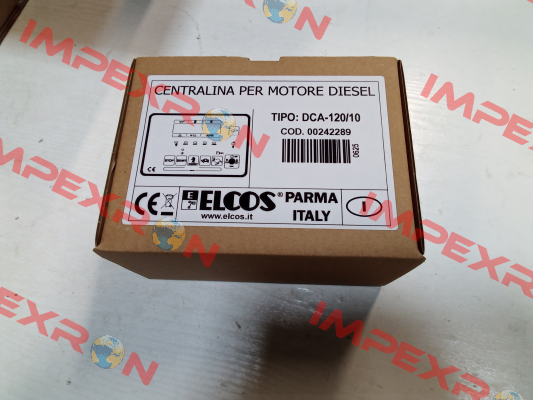 CENTRALINA PER MOTORE DIESEL
TIPO: DCA-120/10
COD. 00242289
0625
CE
E
ELCOS® PARMA
www.elcos.it
ITALY
I
IMPEXRON
IMPEXRON
IMPEXRON
IMPEXRON
IMPEXRON